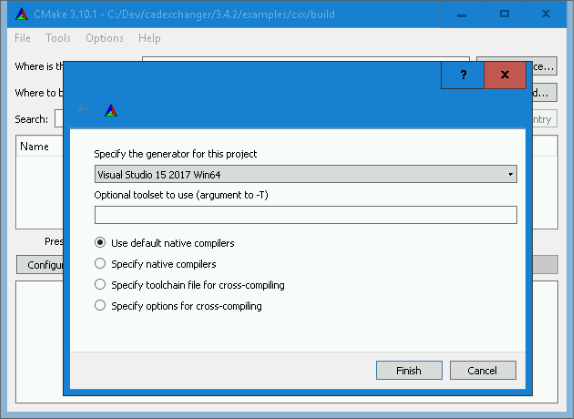 CMake 3.10.1 - C:/Dev/cadexchanger/3.4.2/examples/cxx/build
File Tools Options Help
Where is th
ce...
Where to b
d...
Search:
ntry
Name
Pres
Configur
? X
Specify the generator for this project
Visual Studio 15 2017 Win64
Optional toolset to use (argument to -T)
Use default native compilers
Specify native compilers
Specify toolchain file for cross-compiling
Specify options for cross-compiling
Finish Cancel